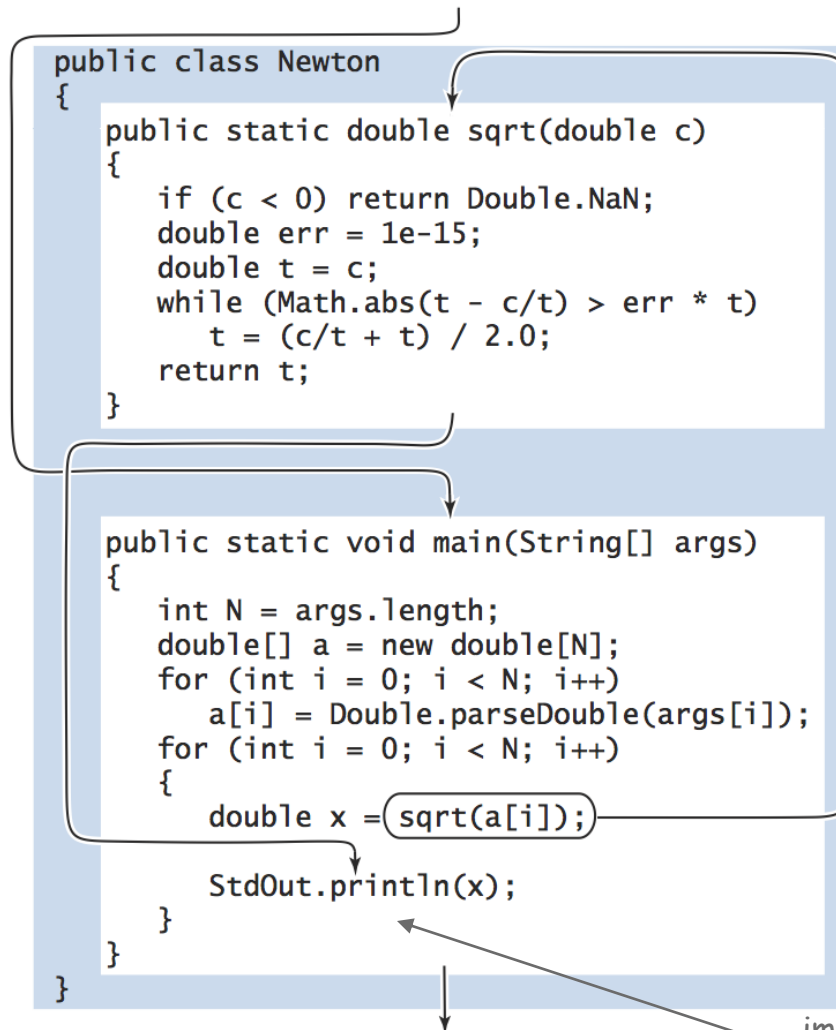 public class Newton
{
public static double sqrt(double c)
{
if (c < 0) return Double.NaN;
double err = 1e-15;
double t = c;
while (Math.abs(t - c/t) > err * t)
t = (c/t + t) / 2.0;
return t;
}
public static void main(String[] args)
{
int N = args.length;
double[] a = new double[N];
for (int i = 0; i < N; i++)
a[i] = Double.parseDouble(args[i]);
for (int i = 0; i < N; i++)
{
double x = sqrt(a[i]);
StdOut.println(x);
}
}
}